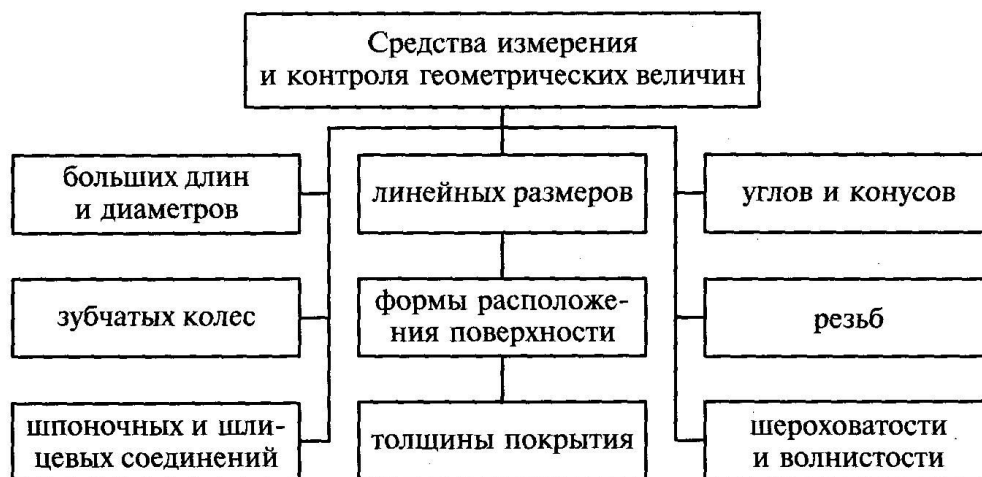 Средства измерения
и контроля геометрических величин
больших длин
и диаметров
линейных размеров
углов и конусов
зубчатых колес
формы расположе-
ния поверхности
резьб
шпоночных и шли-
цевых соединений
толщины покрытия
шероховатости
и волнистости